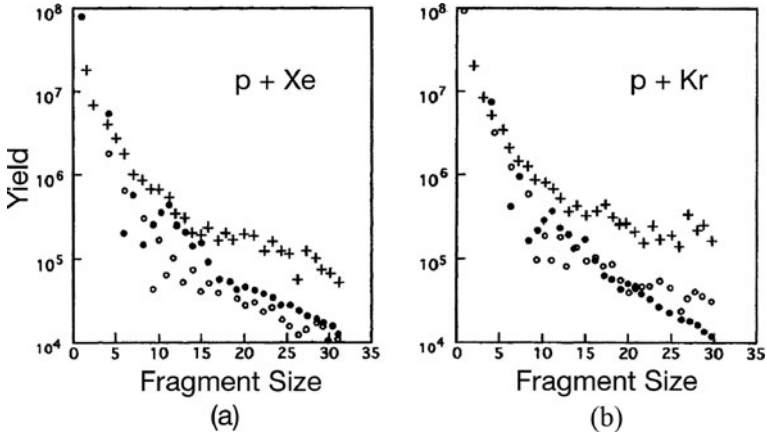 10⁸
10⁷
10⁶
10⁵
10⁴
Yield
p + Xe
0 5 10 15 20 25 30 35
Fragment Size
(a)
10⁸
10⁷
10⁶
10⁵
10⁴
p + Kr
0 5 10 15 20 25 30 35
Fragment Size
(b)